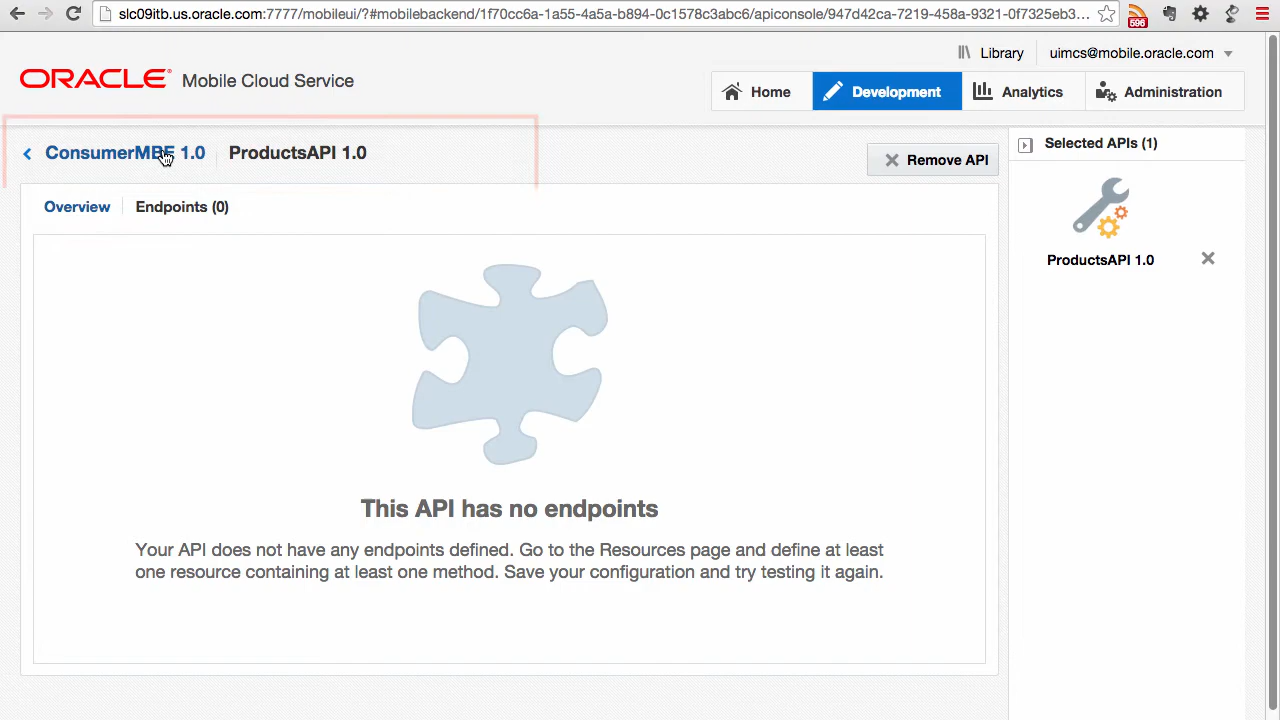 slc09itb.us.oracle.com:7777/mobileui/?#mobilebackend/1f70cc6a-1a55-4a5a-b894-0c1578c3abc6/apiconsole/947d42ca-7219-458a-9321-0f7325eb3...
596
Library
uimcs@mobile.oracle.com
ORACLE Mobile Cloud Service
Home
Development
Analytics
Administration
ConsumerMBE 1.0
ProductsAPI 1.0
Remove API
Selected APIs (1)
Overview
Endpoints (0)
ProductsAPI 1.0
This API has no endpoints
Your API does not have any endpoints defined. Go to the Resources page and define at least
one resource containing at least one method. Save your configuration and try testing it again.